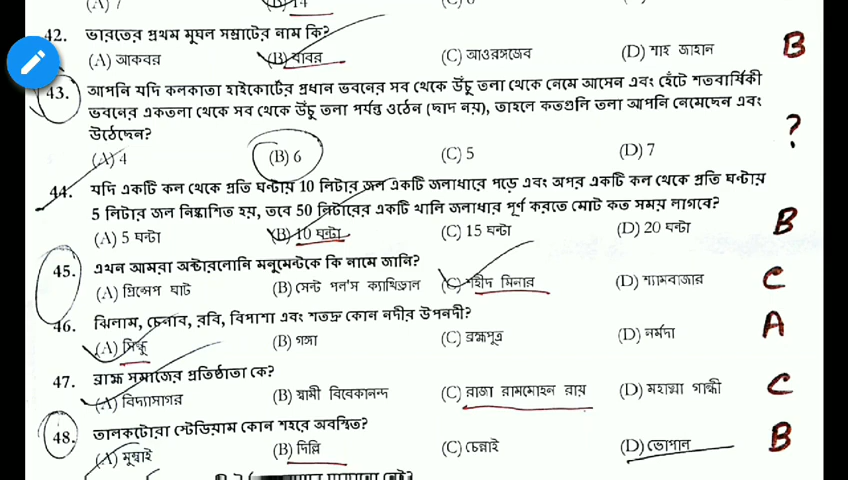 (A) 7 (B) 14
42. ভারতের প্রথম মুঘল সম্রাটের নাম কি?
(A) আকবর (B) বাবর (C) আওরঙ্গজেব (D) শাহ জাহান B
43. আপনি যদি কলকাতা হাইকোর্টের প্রধান ভবনের সব থেকে উঁচু তলা থেকে নেমে আসেন এবং হেঁটে শতবার্ষিকী
ভবনের একতলা থেকে সব থেকে উঁচু তলা পর্যন্ত ওঠেন (ছাদ নয়), তাহলে কতগুলি তলা আপনি নেমেছেন এবং
উঠেছেন? ?
(A) 4 (B) 6 (C) 5 (D) 7
44. যদি একটি কল থেকে প্রতি ঘন্টায় 10 লিটার জল একটি জলাধারে পড়ে এবং অপর একটি কল থেকে প্রতি ঘন্টায়
5 লিটার জল নিষ্কাশিত হয়, তবে 50 লিটারের একটি খালি জলাধার পূর্ণ করতে মোট কত সময় লাগবে?
(A) 5 ঘন্টা (B) 10 ঘন্টা (C) 15 ঘন্টা (D) 20 ঘন্টা B
45. এখন আমরা অক্টারলোনি মনুমেন্টকে কি নামে জানি?
(A) প্রিন্সেপ ঘাট (B) সেন্ট পল'স ক্যাথিড্রাল (C) শহীদ মিনার (D) শ্যামবাজার C
46. ঝিলাম, চেনাব, রবি, বিপাশা এবং শতদ্রু কোন নদীর উপনদী?
(A) সিন্ধু (B) গঙ্গা (C) ব্রহ্মপুত্র (D) নর্মদা A
47. ব্রাহ্ম সমাজের প্রতিষ্ঠাতা কে?
(A) বিদ্যাসাগর (B) স্বামী বিবেকানন্দ (C) রাজা রামমোহন রায় (D) মহাত্মা গান্ধী C
48. তালকটোরা স্টেডিয়াম কোন শহরে অবস্থিত?
(A) মুম্বাই (B) দিল্লি (C) চেন্নাই (D) ভোপাল B